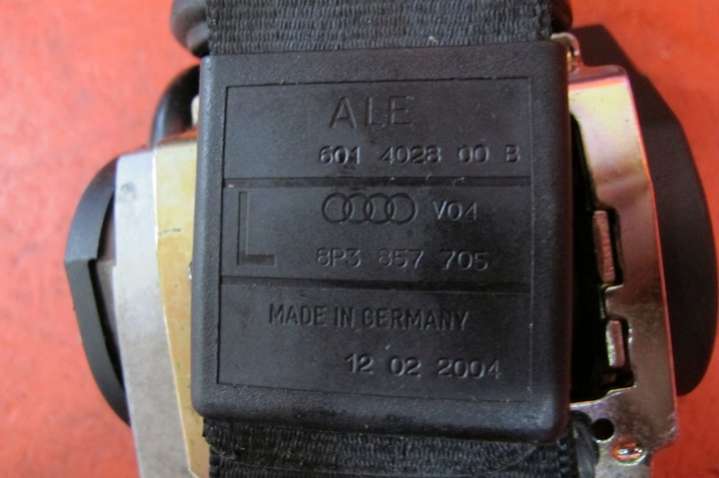 ALE
601 4028 00 B
L V04
8P3 857 705
MADE IN GERMANY
12 02 2004